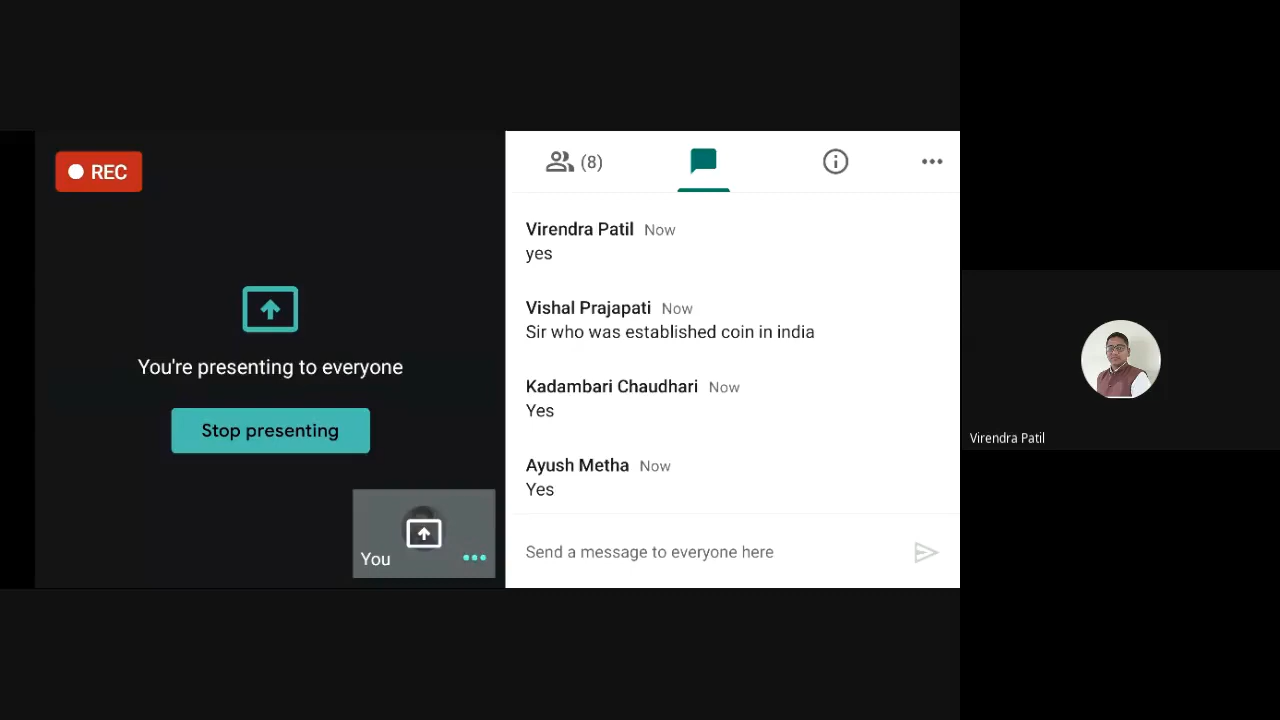 REC
You're presenting to everyone
Stop presenting
You
(8)
Virendra Patil Now
yes
Vishal Prajapati Now
Sir who was established coin in india
Kadambari Chaudhari Now
Yes
Ayush Metha Now
Yes
Send a message to everyone here
Virendra Patil